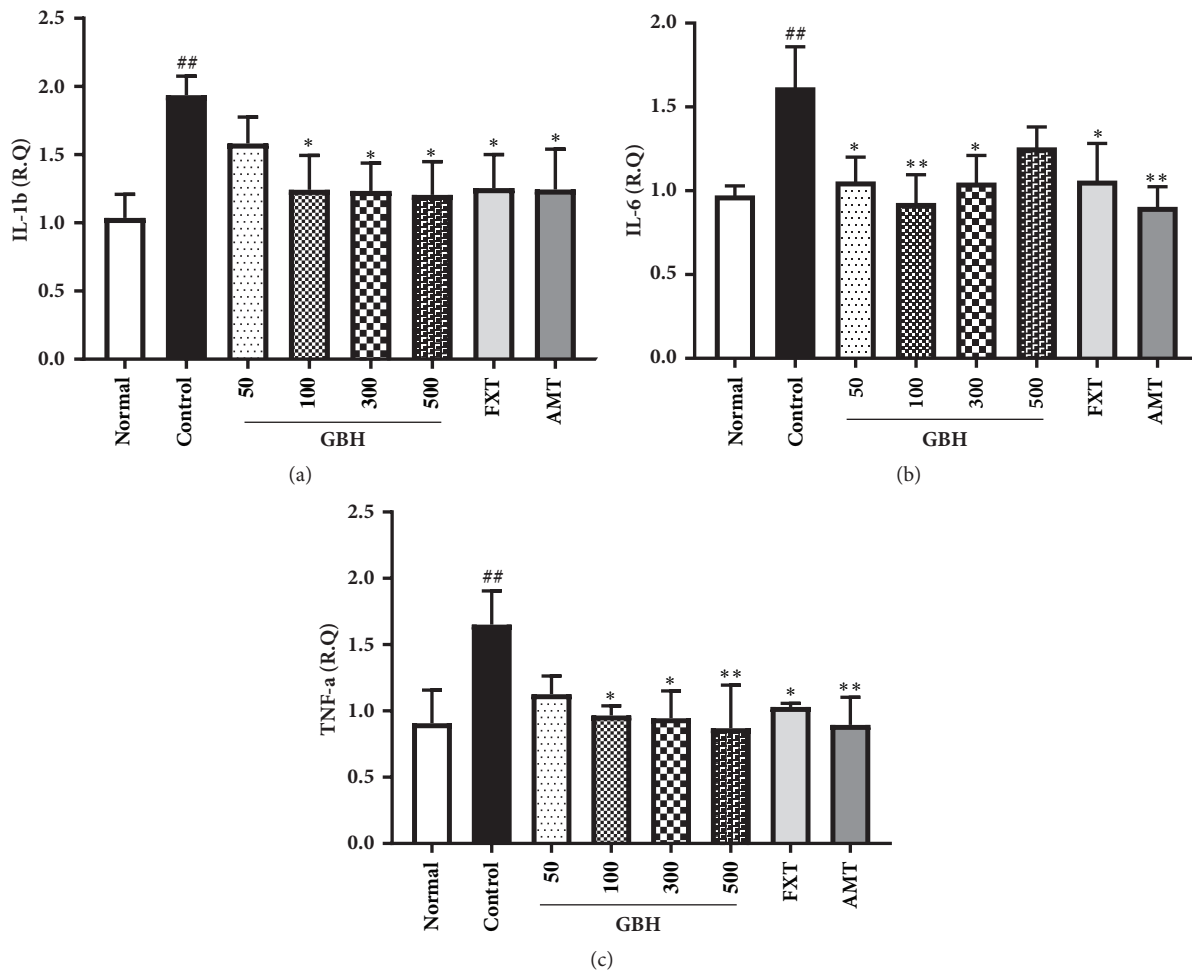 2.5
2.0
1.5
1.0
0.5
0.0
IL-1b (R.Q)
##
* * * * *
Normal Control 50 100 300 500 FXT AMT
GBH
(a)
2.0
1.5
1.0
0.5
0.0
IL-6 (R.Q)
##
* ** * * **
Normal Control 50 100 300 500 FXT AMT
GBH
(b)
2.5
2.0
1.5
1.0
0.5
0.0
TNF-a (R.Q)
##
* * ** * **
Normal Control 50 100 300 500 FXT AMT
GBH
(c)